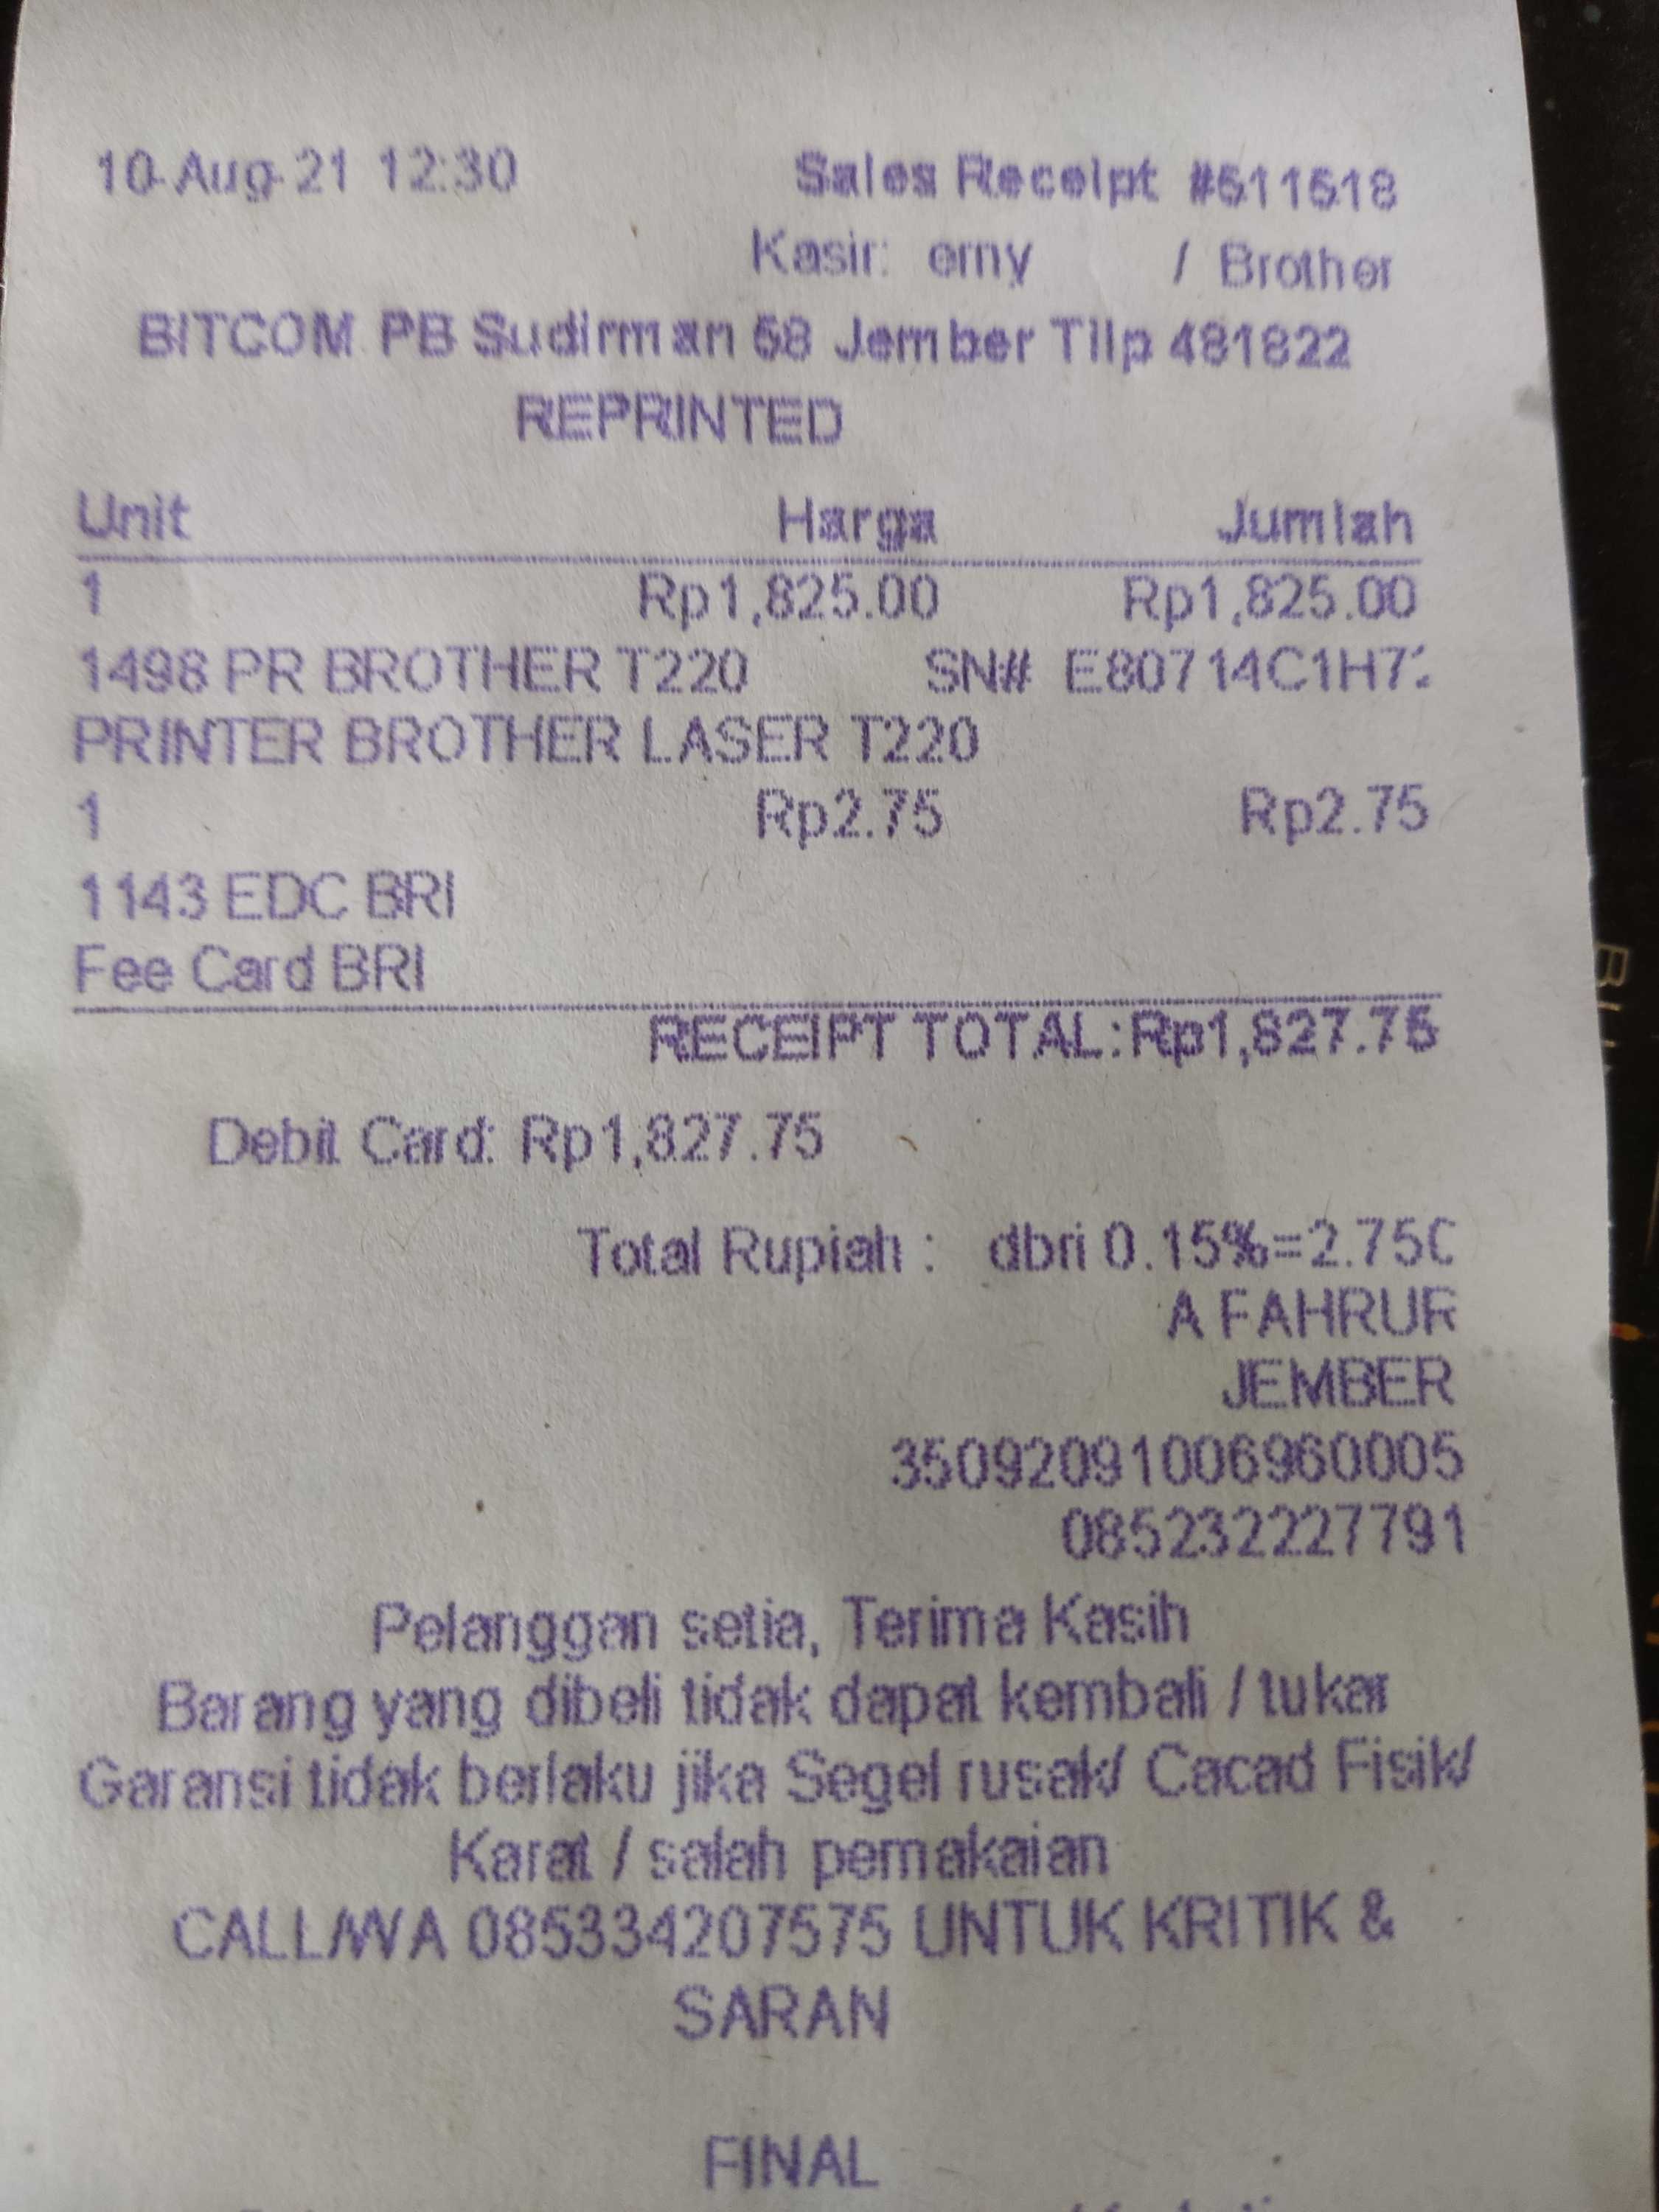 10-Aug-21 12:30 Sales Receipt #511518
Kasir: erny / Brother
BITCOM PB Sudirman 58 Jember Tllp 481822
REPRINTED
Unit Harga Jumlah
1 Rp1,825.00 Rp1,825.00
1498 PR BROTHER T220 SN# E80714C1H7
PRINTER BROTHER LASER T220
1 Rp2.75 Rp2.75
1143 EDC BRI
Fee Card BRI
RECEIPT TOTAL: Rp1,827.75
Debit Card: Rp1,827.75
Total Rupiah : dbri 0.15%=2.750
A FAHRUR
JEMBER
35092091006960005
085232227791
Pelanggan setia, Terima Kasih
Barang yang dibeli tidak dapat kembali / tukar
Garansi tidak berlaku jika Segel rusak/ Cacad Fisik/
Karat / salah pemakaian
CALL/WA 085334207575 UNTUK KRITIK &
SARAN
FINAL